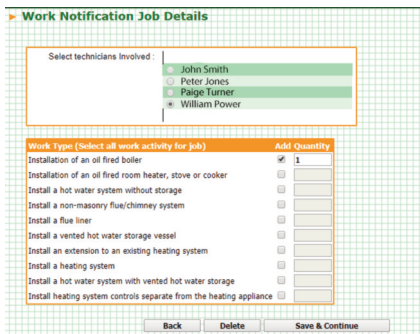 Work Notification Job Details
Select technicians Involved :
John Smith
Peter Jones
Paige Turner
William Power
Work Type (Select all work activity for job) Add Quantity
Installation of an oil fired boiler 1
Installation of an oil fired room heater, stove or cooker
Install a hot water system without storage
Install a non-masonry flue/chimney system
Install a flue liner
Install a vented hot water storage vessel
Install an extension to an existing heating system
Install a heating system
Install a hot water system with vented hot water storage
Install heating system controls separate from the heating appliance
Back Delete Save & Continue